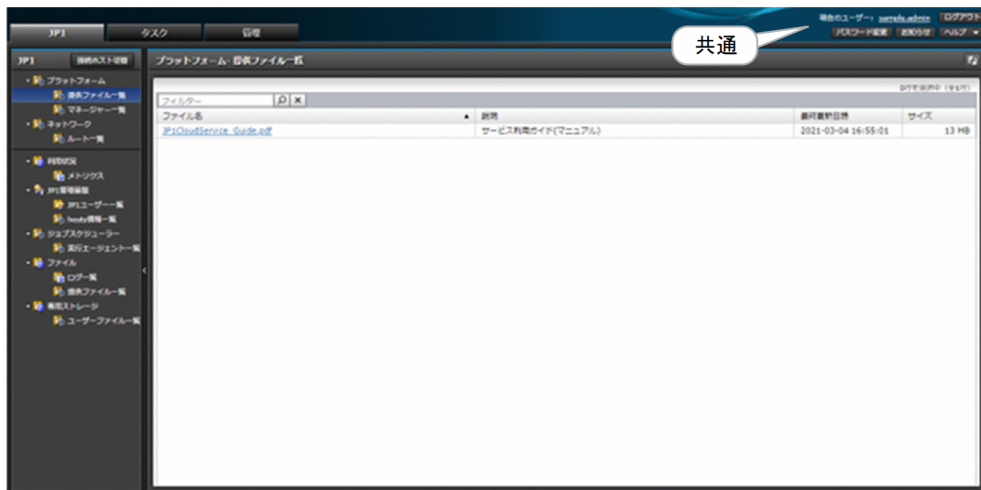 現在のユーザー: sample.admin ログアウト
パスワード変更 お知らせ ヘルプ
共通
JP1 タスク 管理
JP1 接続ホスト切替
プラットフォーム- 提供ファイル一覧
プラットフォーム
提供ファイル一覧
マネージャー一覧
ネットワーク
ルート一覧
利用状況
メトリクス
JP1管理基盤
JP1ユーザー一覧
hosts情報一覧
ジョブスケジューラー
実行エージェント一覧
ファイル
ログ一覧
提供ファイル一覧
専用ストレージ
ユーザーファイル一覧
0行を選択中 (全1行)
フィルター
ファイル名 説明 最終更新日時 サイズ
JP1CloudService_Guide.pdf サービス利用ガイド(マニュアル) 2021-03-04 16:55:01 13 MB